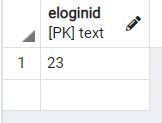 eloginid
[PK] text
1 23